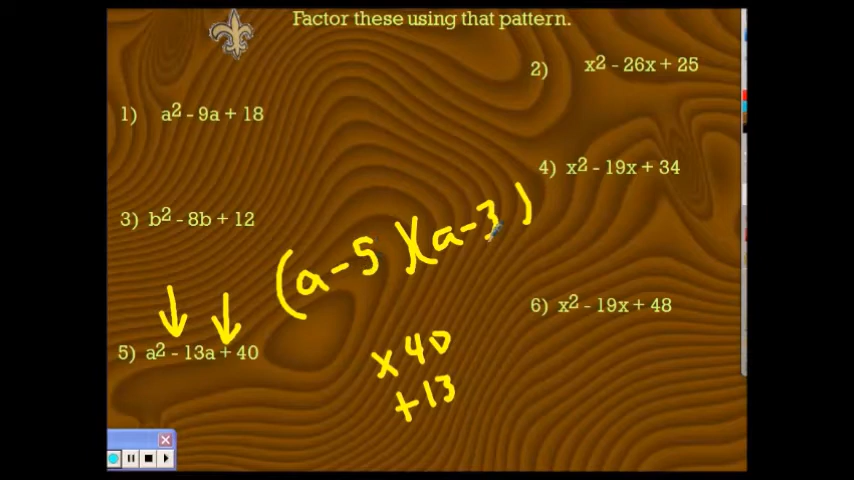 Factor these using that pattern.
1) a² - 9a + 18
2) x² - 26x + 25
3) b² - 8b + 12
4) x² - 19x + 34
(a - 5)(a - 3)
5) a² - 13a + 40
6) x² - 19x + 48
x 40
+ 13